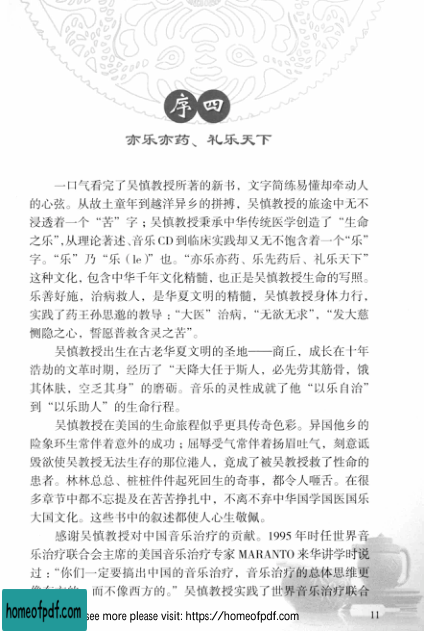 序四
亦乐亦药、礼乐天下
一口气看完了吴慎教授所著的新书，文字简练易懂却牵动人
的心弦。从故土童年到越洋异乡的拼搏，吴慎教授的旅途中无不
浸透着一个“苦”字；吴慎教授秉承中华传统医学创造了“生命
之乐”，从理论著述、音乐CD到临床实践却又无不饱含着一个“乐”
字。“乐”乃“乐（le）”也。“亦乐亦药、乐先药后、礼乐天下”
这种文化，包含中华千年文化精髓，也正是吴慎教授生命的写照。
乐善好施，治病救人，是华夏文明的精髓，吴慎教授身体力行，
实践了药王孙思邈的教导：“大医”治病，“无欲无求”，“发大慈
恻隐之心，誓愿普救含灵之苦”。
吴慎教授出生在古老华夏文明的圣地——商丘，成长在十年
浩劫的文革时期，经历了“天降大任于斯人，必先劳其筋骨，饿
其体肤，空乏其身”的磨砺。音乐的灵性成就了他“以乐自治”
到“以乐助人”的生命行程。
吴慎教授在美国的生命旅程似乎更具传奇色彩。异国他乡的
险象环生常伴着意外的成功；屈辱受气常伴着扬眉吐气，刻意诋
毁欲使吴教授无法生存的那位港人，竟成了被吴教授救了性命的
患者。林林总总、桩桩件件起死回生的奇事，都令人咂舌。在很
多章节中都不忘提及在苦苦挣扎中，不离不弃中华国学国医国乐
大国文化。这些书中的叙述都使人心生敬佩。
感谢吴慎教授对中国音乐治疗的贡献。1995 年时任世界音
乐治疗联合会主席的美国音乐治疗专家 MARANTO 来华讲学时说
过：“你们一定要搞出中国的音乐治疗，音乐治疗的总体思维更
而不像西方的。”吴慎教授实践了世界音乐治疗联合
homeofpdf.com
see more please visit: https://homeofpdf.com
11